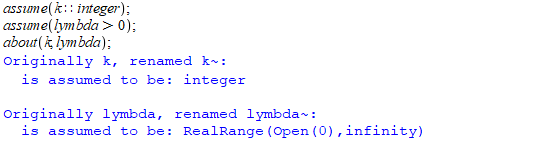 assume(k::integer);
assume(lymbda > 0);
about(k,lymbda);
Originally k, renamed k~:
  is assumed to be: integer
Originally lymbda, renamed lymbda~:
  is assumed to be: RealRange(Open(0),infinity)